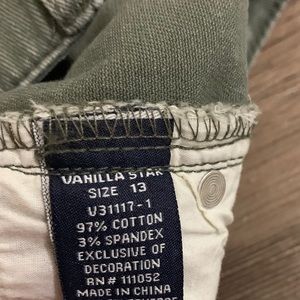 VANILLA STAR
SIZE 13
V31117-1
97% COTTON
3% SPANDEX
EXCLUSIVE OF
DECORATION
RN# 111052
MADE IN CHINA